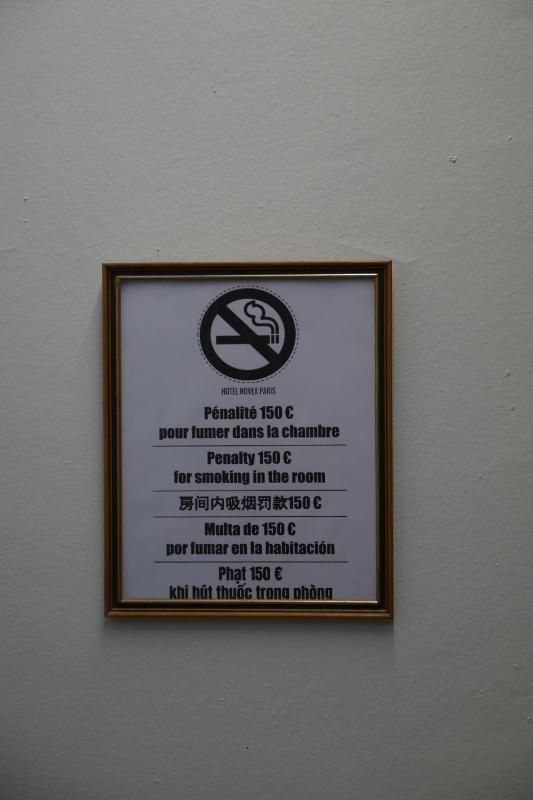 HOTEL NOVEX PARIS
Pénalité 150 €
pour fumer dans la chambre
Penalty 150 €
for smoking in the room
房间内吸烟罚款150 €
Multa de 150 €
por fumar en la habitación
Phạt 150 €
khi hút thuốc trong phòng